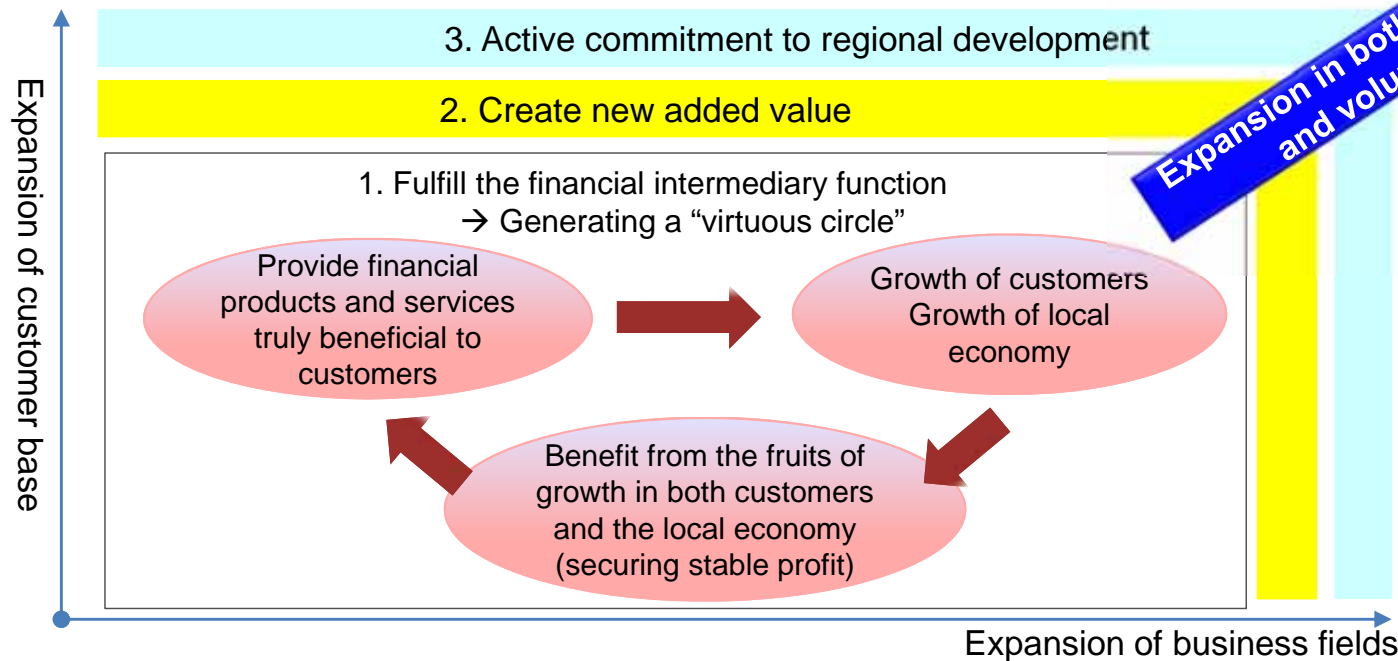 3. Active commitment to regional development
Expansion in both
and
2. Create new added value
1. Fulfill the financial intermediary function
→ Generating a “virtuous circle”
Provide financial
products and services
truly beneficial to
customers
Growth of customers
Growth of local
economy
Benefit from the fruits of
growth in both customers
and the local economy
(securing stable profit)
Expansion of customer base
Expansion of business fields